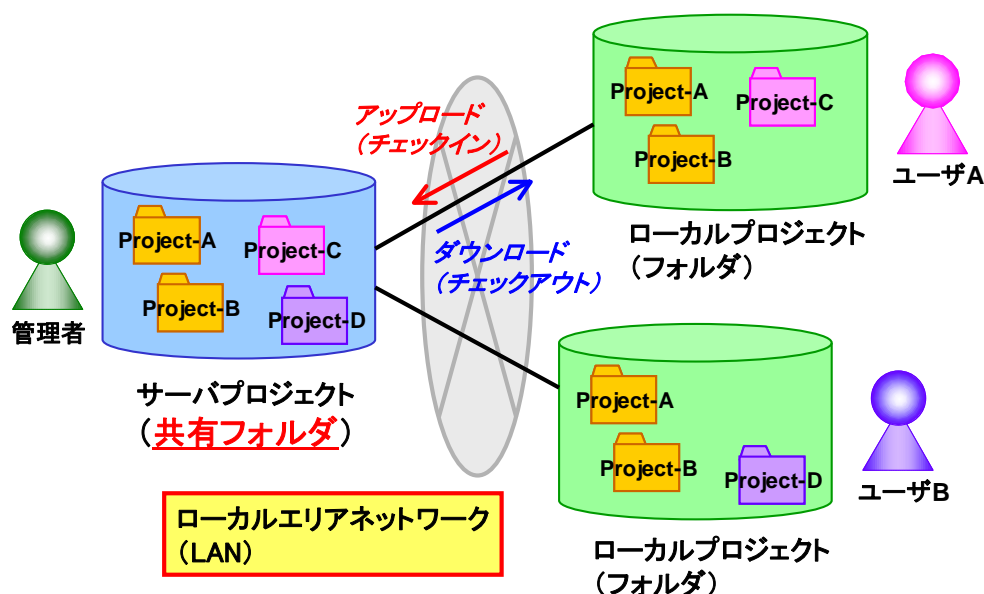 Project-A
Project-C
Project-B
ユーザA
ローカルプロジェクト
(フォルダ)
アップロード
(チェックイン)
ダウンロード
(チェックアウト)
Project-A
Project-C
Project-B
Project-D
管理者
サーバプロジェクト
(共有フォルダ)
Project-A
Project-B
Project-D
ユーザB
ローカルプロジェクト
(フォルダ)
ローカルエリアネットワーク
(LAN)